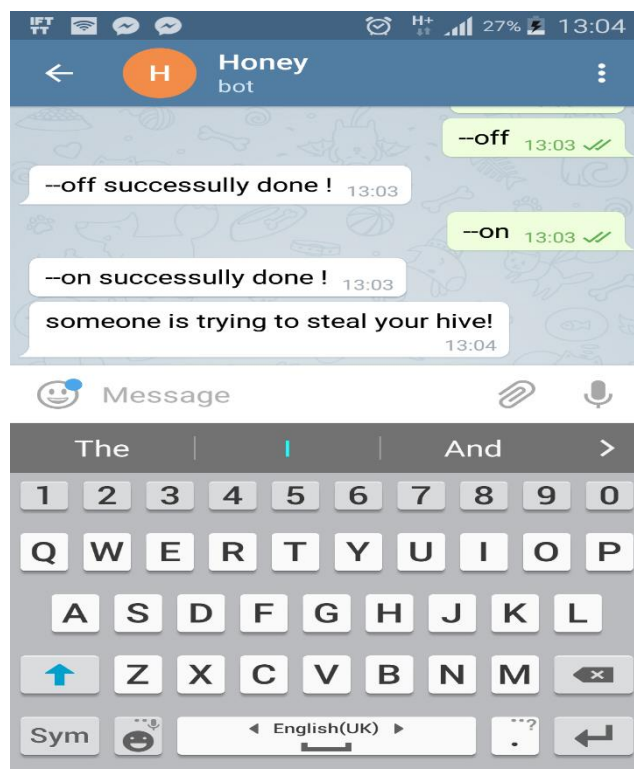 IFT
TT
H+
27%
13:04
H
Honey
bot
--off 13:03
--off successully done ! 13:03
--on 13:03
--on successully done ! 13:03
someone is trying to steal your hive!
13:04
Message
The I And >
1 2 3 4 5 6 7 8 9 0
Q W E R T Y U I O P
A S D F G H J K L
Z X C V B N M
Sym English(UK) . ?